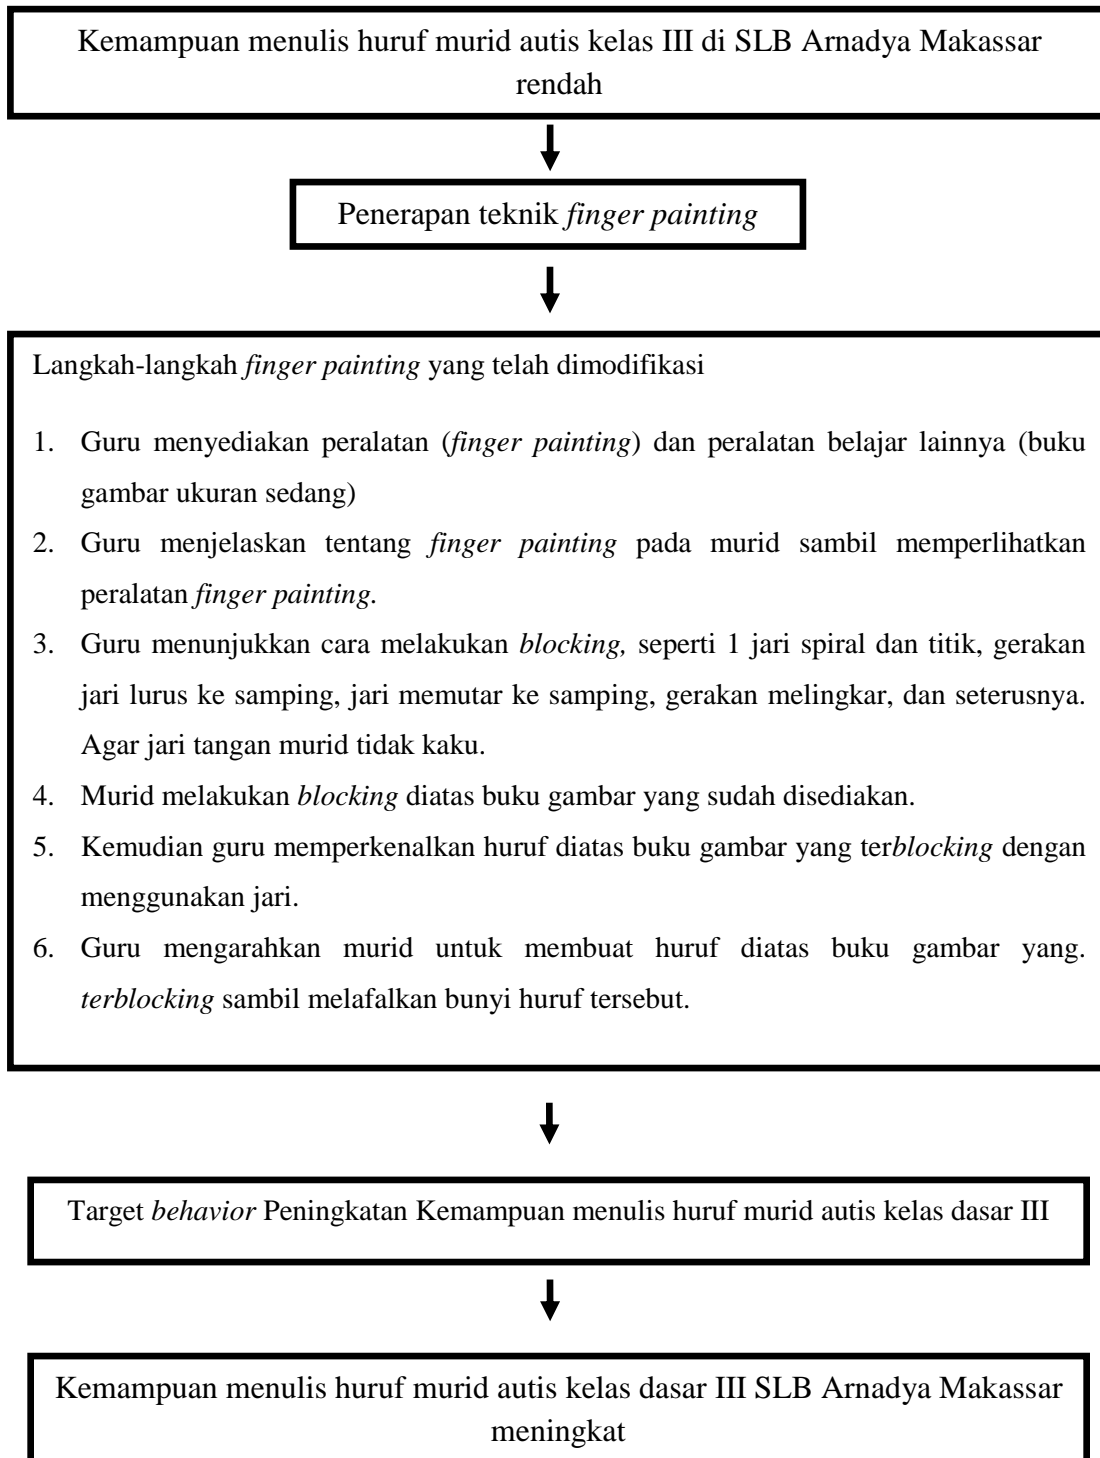 Kemampuan menulis huruf murid autis kelas III di SLB Arnadya Makassar
rendah
Penerapan teknik finger painting
Langkah-langkah finger painting yang telah dimodifikasi
1. Guru menyediakan peralatan (finger painting) dan peralatan belajar lainnya (buku
gambar ukuran sedang)
2. Guru menjelaskan tentang finger painting pada murid sambil memperlihatkan
peralatan finger painting.
3. Guru menunjukkan cara melakukan blocking, seperti 1 jari spiral dan titik, gerakan
jari lurus ke samping, jari memutar ke samping, gerakan melingkar, dan seterusnya.
Agar jari tangan murid tidak kaku.
4. Murid melakukan blocking diatas buku gambar yang sudah disediakan.
5. Kemudian guru memperkenalkan huruf diatas buku gambar yang terblocking dengan
menggunakan jari.
6. Guru mengarahkan murid untuk membuat huruf diatas buku gambar yang.
terblocking sambil melafalkan bunyi huruf tersebut.
Target behavior Peningkatan Kemampuan menulis huruf murid autis kelas dasar III
Kemampuan menulis huruf murid autis kelas dasar III SLB Arnadya Makassar
meningkat